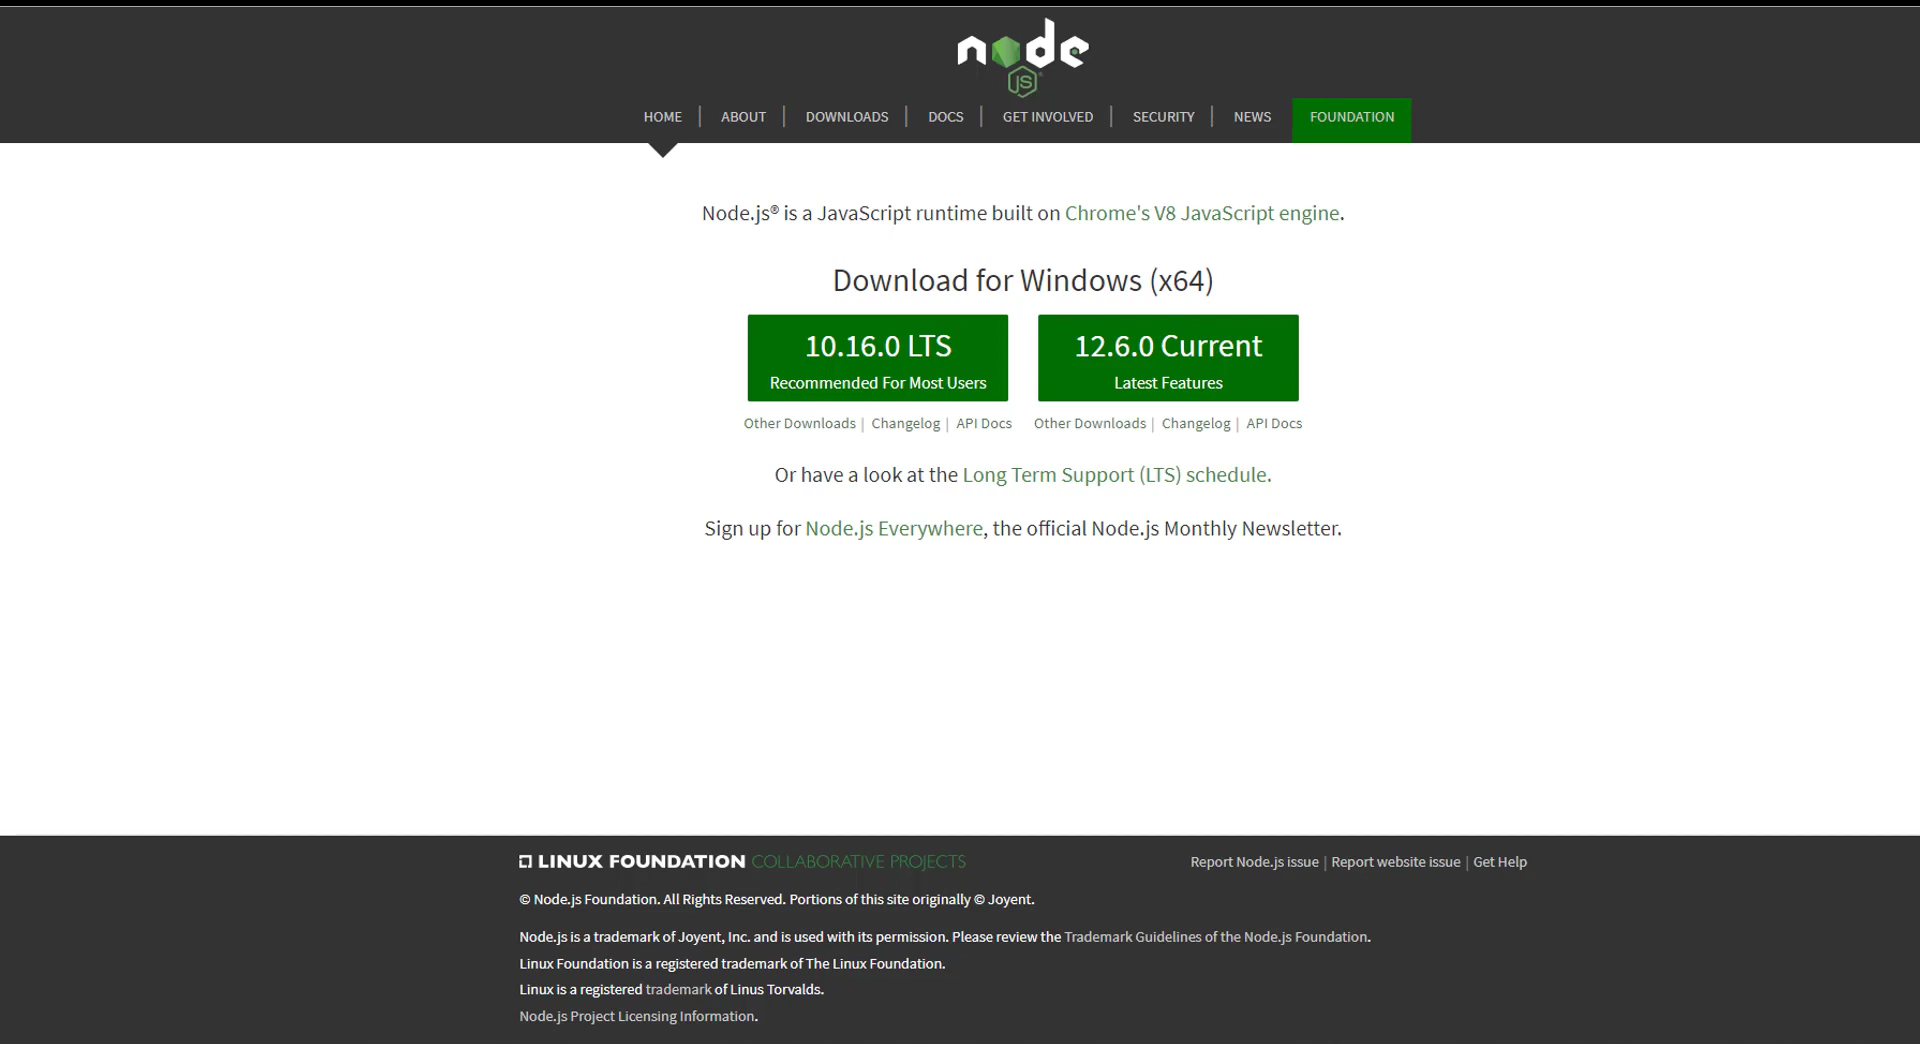 node
JS
HOME | ABOUT | DOWNLOADS | DOCS | GET INVOLVED | SECURITY | NEWS FOUNDATION
Node.js® is a JavaScript runtime built on Chrome's V8 JavaScript engine.
Download for Windows (x64)
10.16.0 LTS
Recommended For Most Users
12.6.0 Current
Latest Features
Other Downloads | Changelog | API Docs
Other Downloads | Changelog | API Docs
Or have a look at the Long Term Support (LTS) schedule.
Sign up for Node.js Everywhere, the official Node.js Monthly Newsletter.
LINUX FOUNDATION COLLABORATIVE PROJECTS
Report Node.js issue | Report website issue | Get Help
© Node.js Foundation. All Rights Reserved. Portions of this site originally © Joyent.
Node.js is a trademark of Joyent, Inc. and is used with its permission. Please review the Trademark Guidelines of the Node.js Foundation.
Linux Foundation is a registered trademark of The Linux Foundation.
Linux is a registered trademark of Linus Torvalds.
Node.js Project Licensing Information.